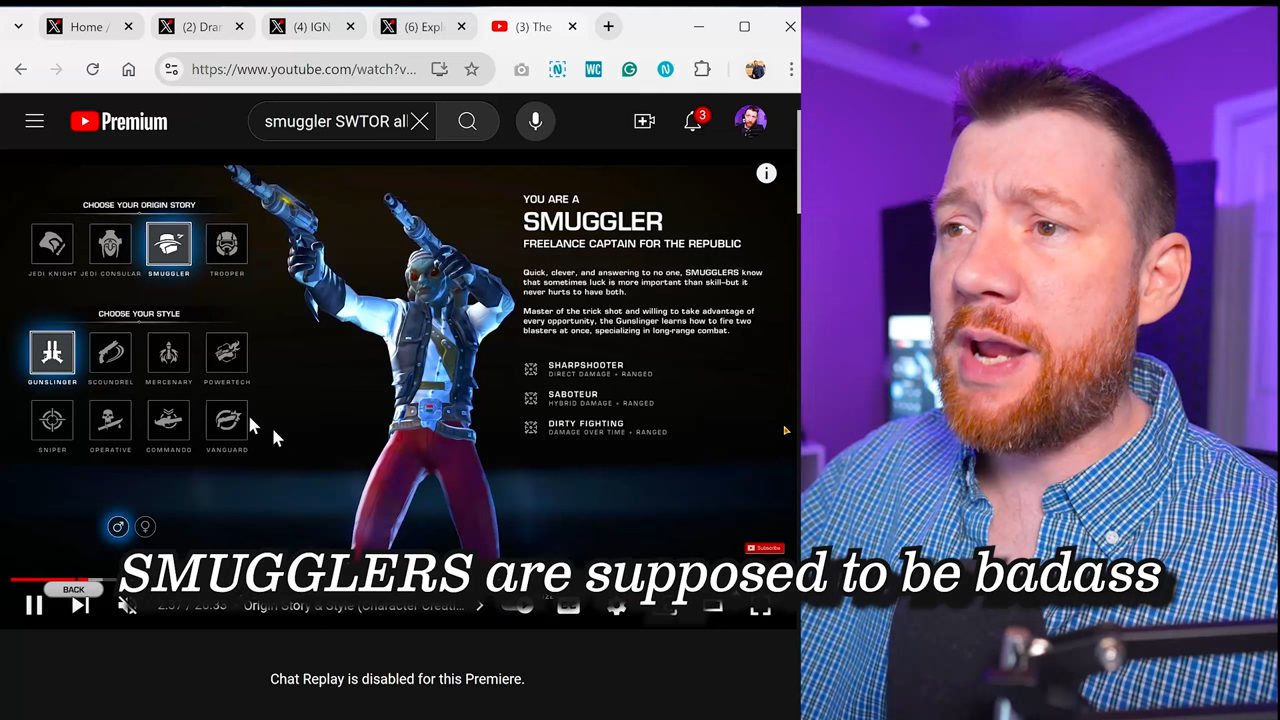 Home /
(2) Drar
(4) IGN
(6) Expl
(3) The
https://www.youtube.com/watch?v...
Premium
smuggler SWTOR all
3
CHOOSE YOUR ORIGIN STORY
JEDI KNIGHT
JEDI CONSULAR
SMUGGLER
TROOPER
CHOOSE YOUR STYLE
GUNSLINGER
SCOUNDREL
MERCENARY
POWERTECH
SNIPER
OPERATIVE
COMMANDO
VANGUARD
YOU ARE A
SMUGGLER
FREELANCE CAPTAIN FOR THE REPUBLIC
Quick, clever, and answering to no one, SMUGGLERS know
that sometimes luck is more important than skill–but it
never hurts to have both.
Master of the trick shot and willing to take advantage of
every opportunity, the Gunslinger learns how to fire two
blasters at once, specializing in long-range combat.
SHARPSHOOTER
DIRECT DAMAGE + RANGED
SABOTEUR
HYBRID DAMAGE + RANGED
DIRTY FIGHTING
DAMAGE OVER TIME + RANGED
Subscribe
SMUGGLERS are supposed to be badass
BACK
Origin Story & Style (Character Creati...
Chat Replay is disabled for this Premiere.